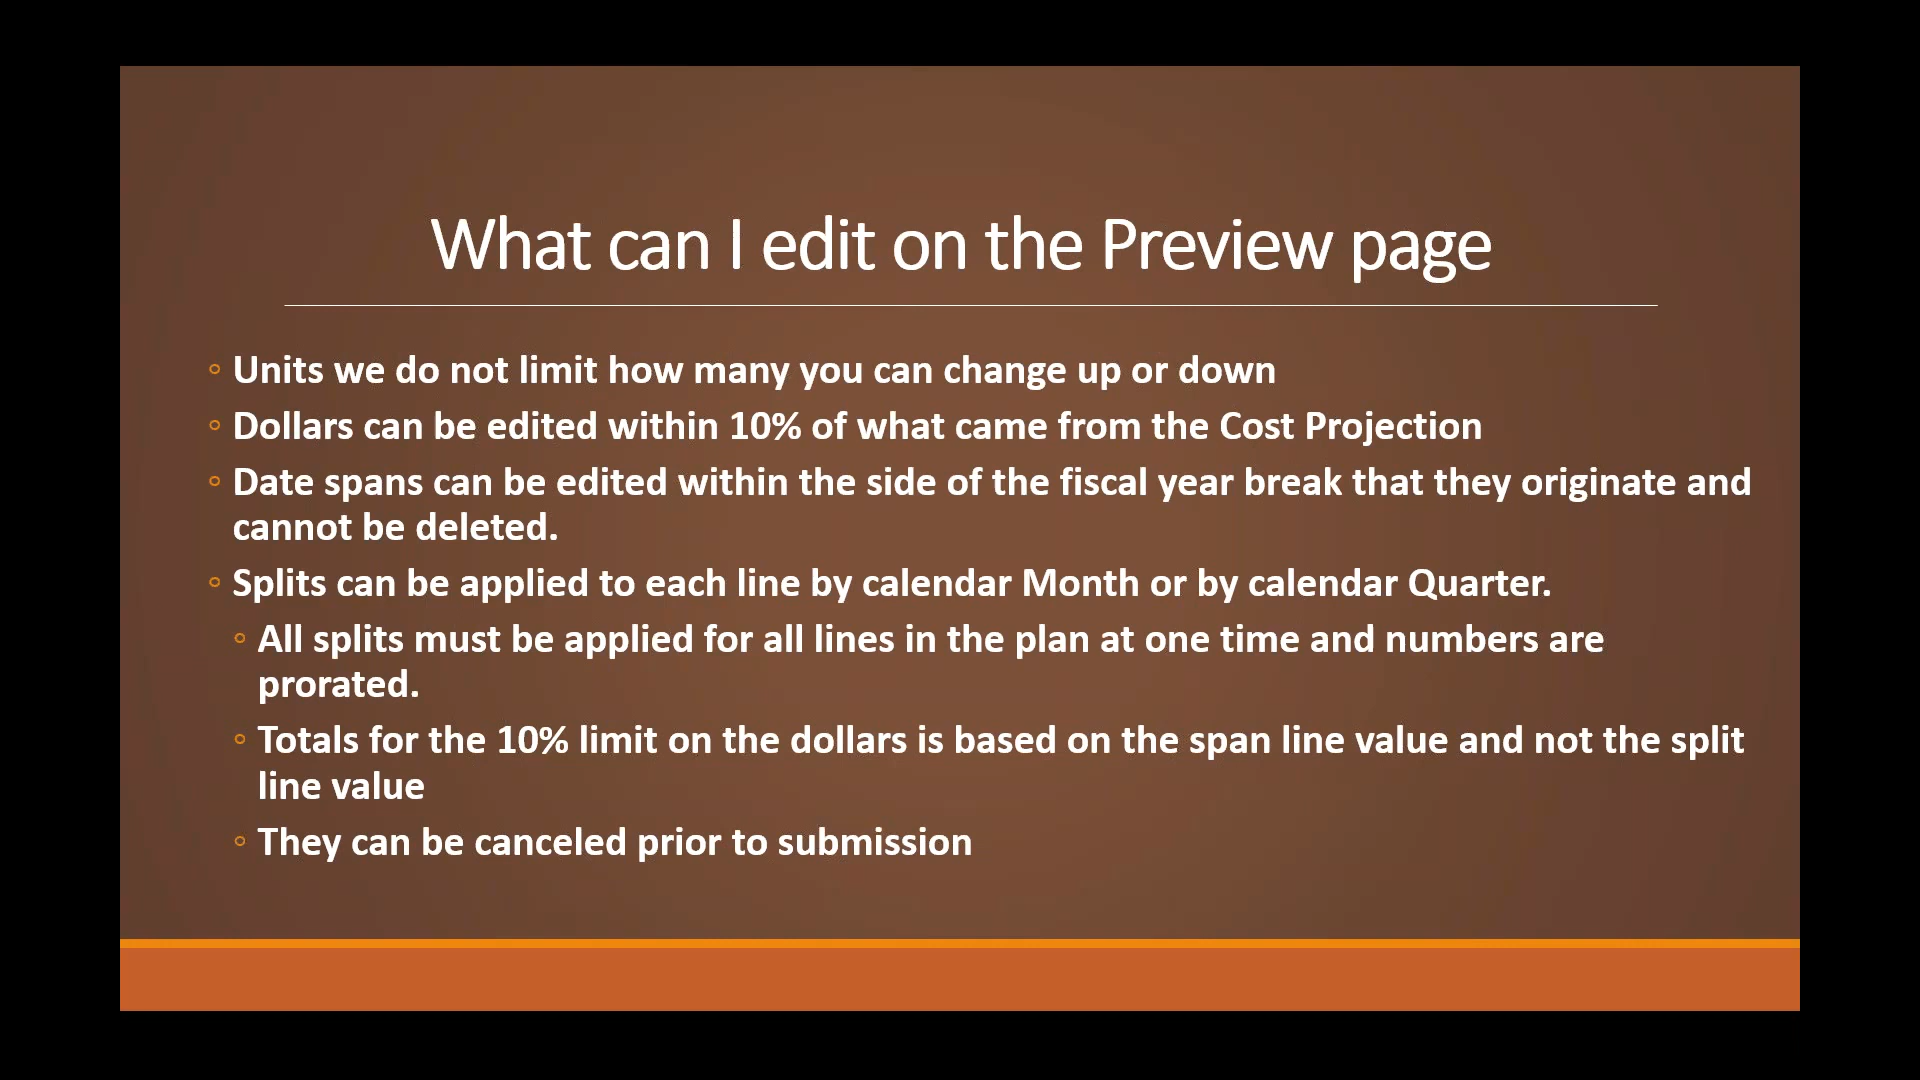 What can I edit on the Preview page
Units we do not limit how many you can change up or down
Dollars can be edited within 10% of what came from the Cost Projection
Date spans can be edited within the side of the fiscal year break that they originate and
cannot be deleted.
Splits can be applied to each line by calendar Month or by calendar Quarter.
All splits must be applied for all lines in the plan at one time and numbers are
prorated.
Totals for the 10% limit on the dollars is based on the span line value and not the split
line value
They can be canceled prior to submission